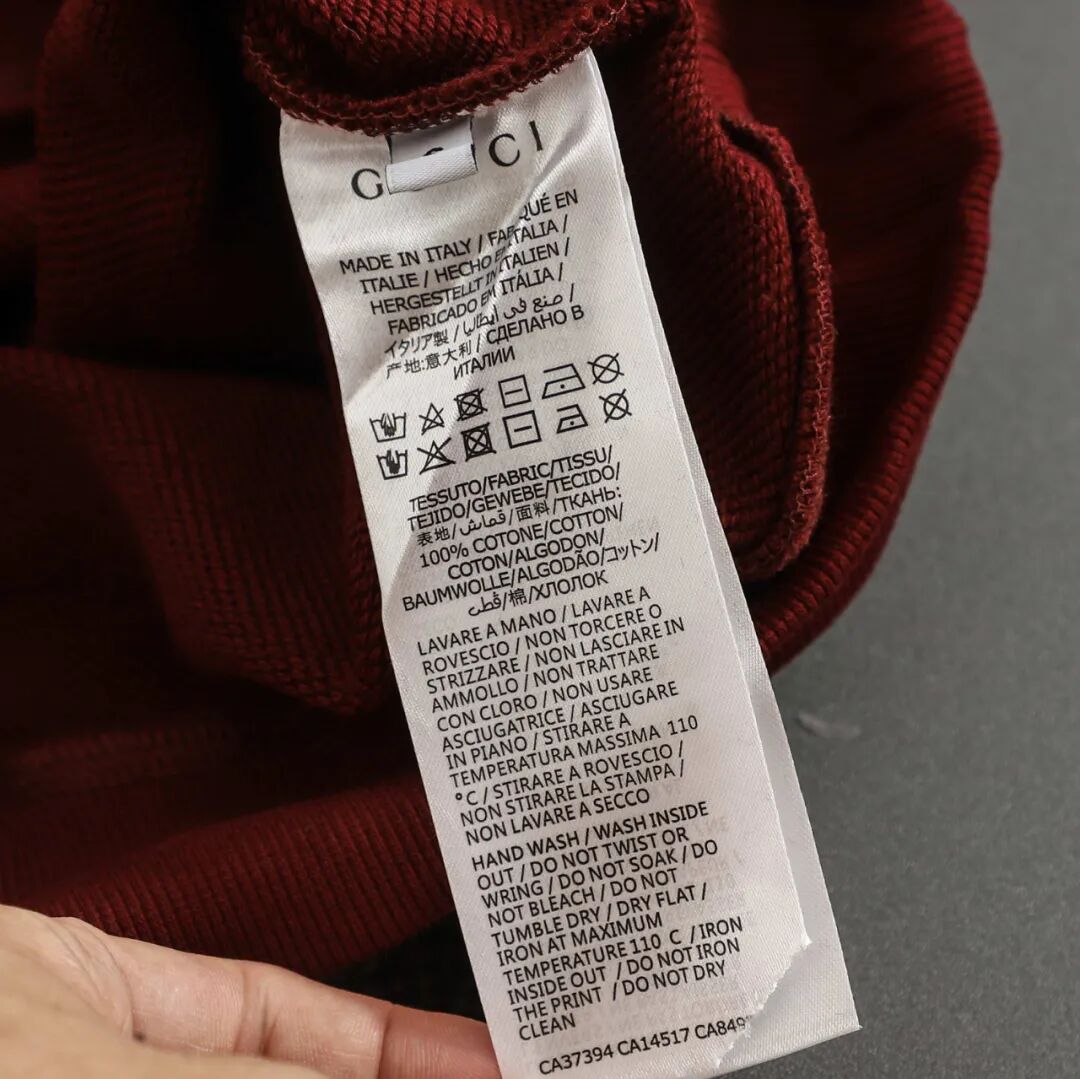 G CI
MADE IN ITALY / FABRIQUÉ EN
ITALIE / HECHO EN ITALIA /
HERGESTELLT IN ITALIEN /
FABRICADO EM ITÁLIA /
イタリア製 / صنع في ايطاليا /
产地:意大利 / СДЕЛАНО В
ИТАЛИИ
TESSUTO/FABRIC/TISSU/
TEJIDO/GEWEBE/TECIDO/
表地/قماش/面料/ТКАНЬ:
100% COTONE/COTTON/
COTON/ALGODON/
BAUMWOLLE/ALGODÃO/コットン/
قطن/棉/ХЛОЛОК
LAVARE A MANO / LAVARE A
ROVESCIO / NON TORCERE O
STRIZZARE / NON LASCIARE IN
AMMOLLO / NON TRATTARE
CON CLORO / NON USARE
ASCIUGATRICE / ASCIUGARE
IN PIANO / STIRARE A
TEMPERATURA MASSIMA 110
°C / STIRARE A ROVESCIO /
NON STIRARE LA STAMPA /
NON LAVARE A SECCO
HAND WASH / WASH INSIDE
OUT / DO NOT TWIST OR
WRING / DO NOT SOAK / DO
NOT BLEACH / DO NOT
TUMBLE DRY / DRY FLAT /
IRON AT MAXIMUM
TEMPERATURE 110 C / IRON
INSIDE OUT / DO NOT IRON
THE PRINT / DO NOT DRY
CLEAN
CA37394 CA14517